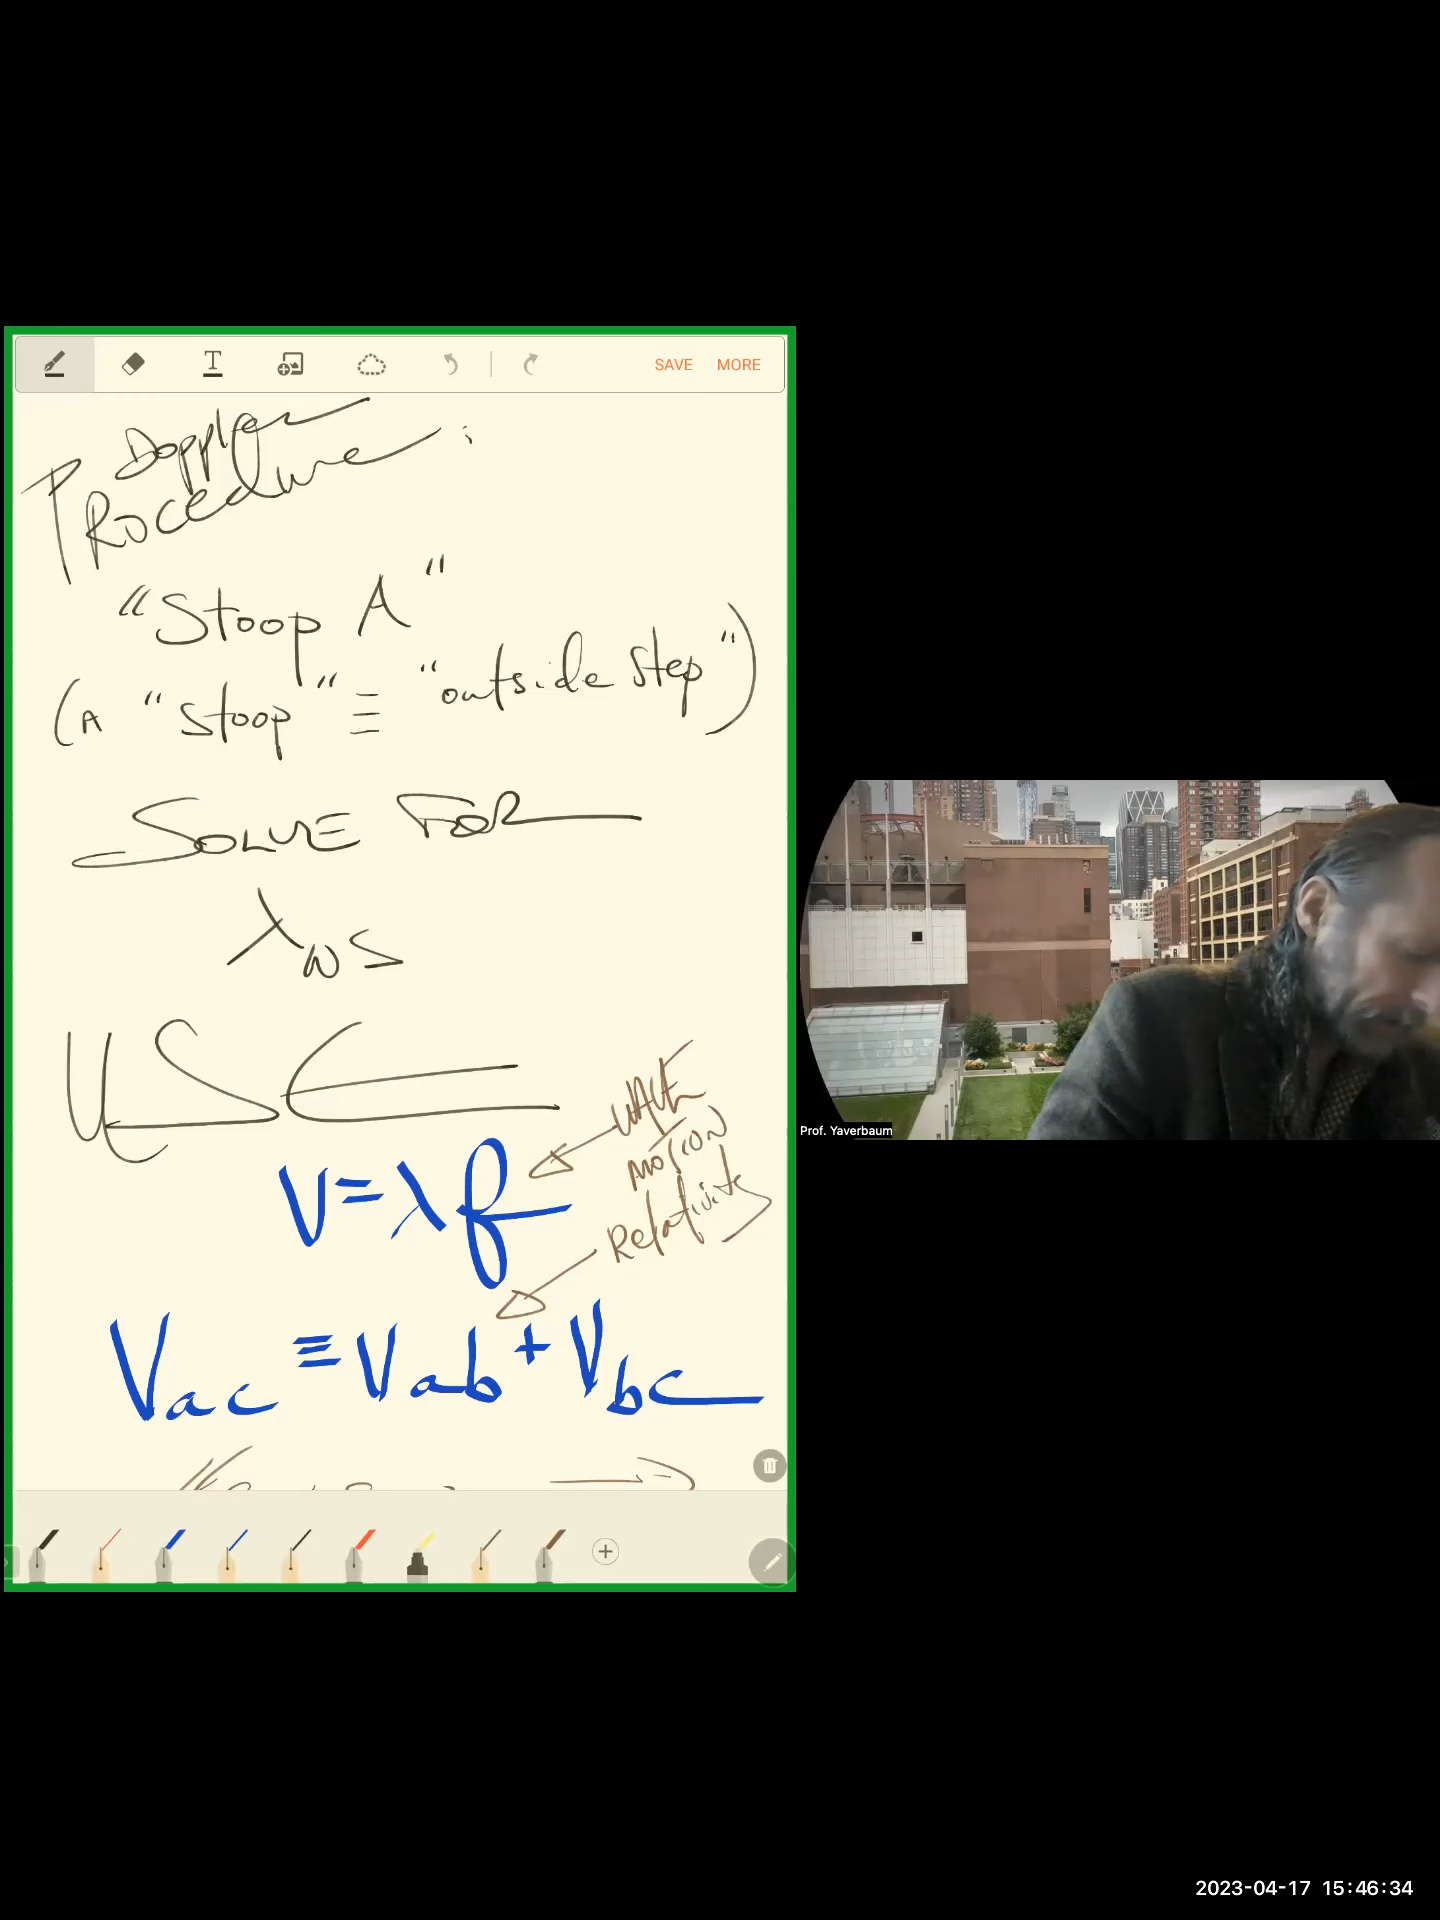 T
SAVE
MORE
Doppler
Procedure:
"Stoop A"
(A "stoop" ≡ "outside step")
SOLVE FOR
λws
USE
V=λf
WAVE
MOTION
Relativity
Vac ≡ Vab + Vbc
Prof. Yaverbaum
2023-04-17 15:46:34